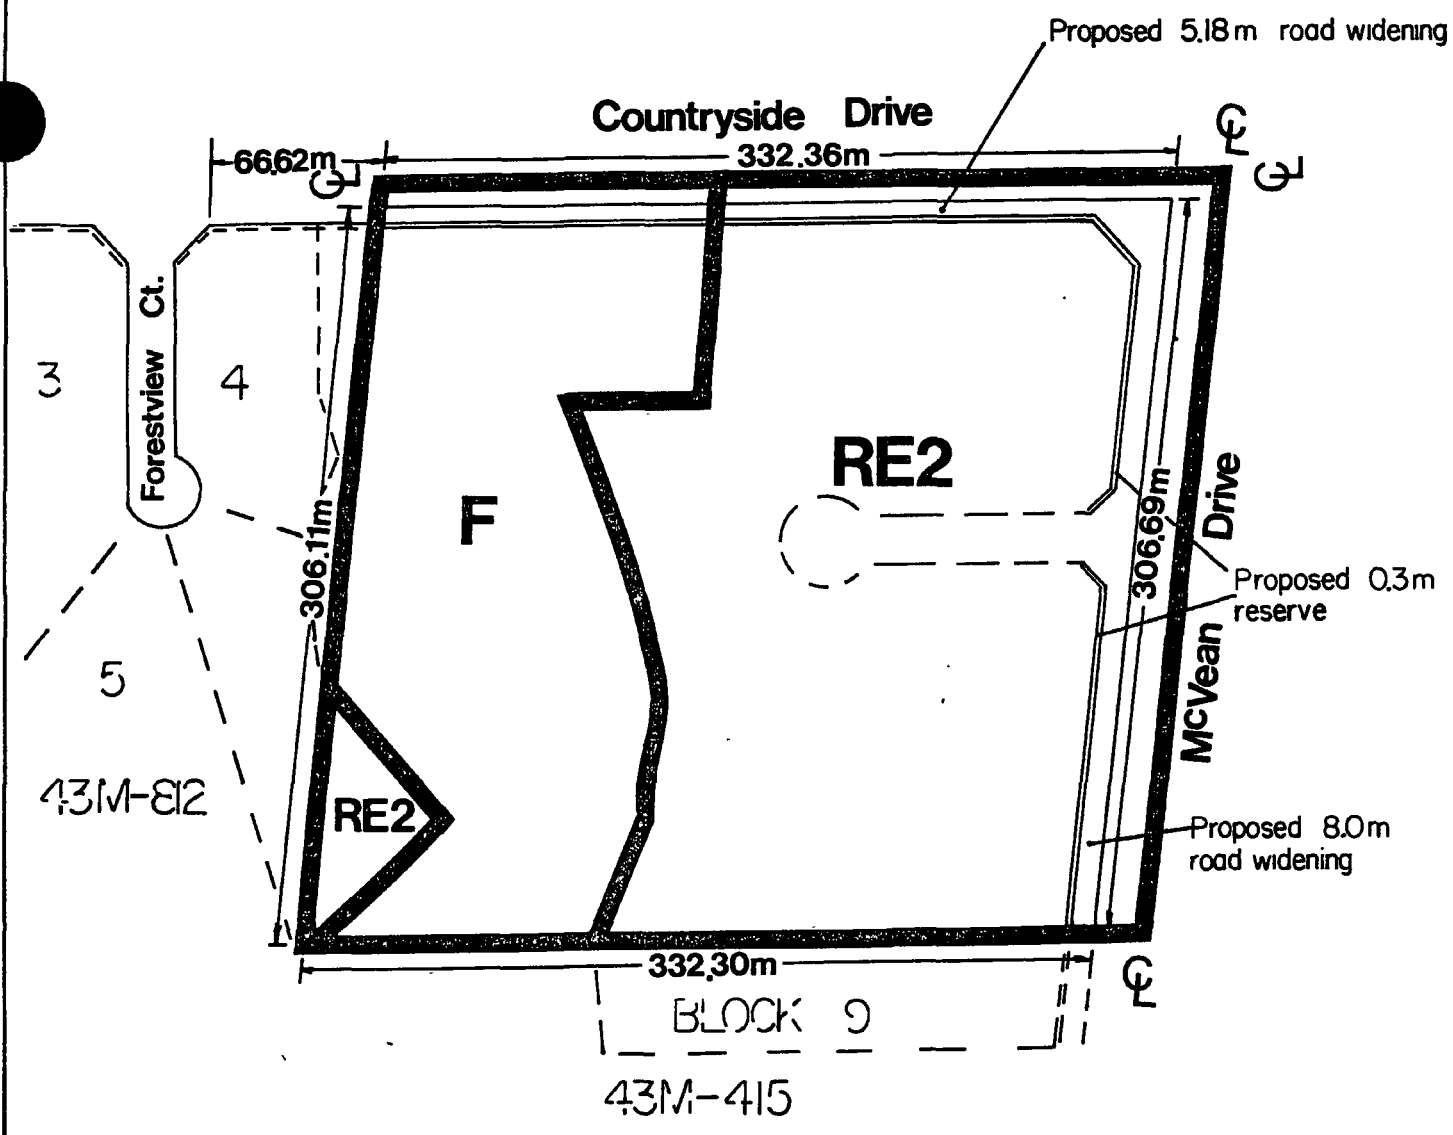 Proposed 5.18m road widening
Countryside Drive
66.62m
332.36m
℄
℄
℄
Forestview Ct.
3
4
RE2
F
306.11m
306.69m
McVean Drive
Proposed 0.3m
reserve
5
43M-812
RE2
Proposed 8.0m
road widening
332.30m
℄
BLOCK 9
43M-415